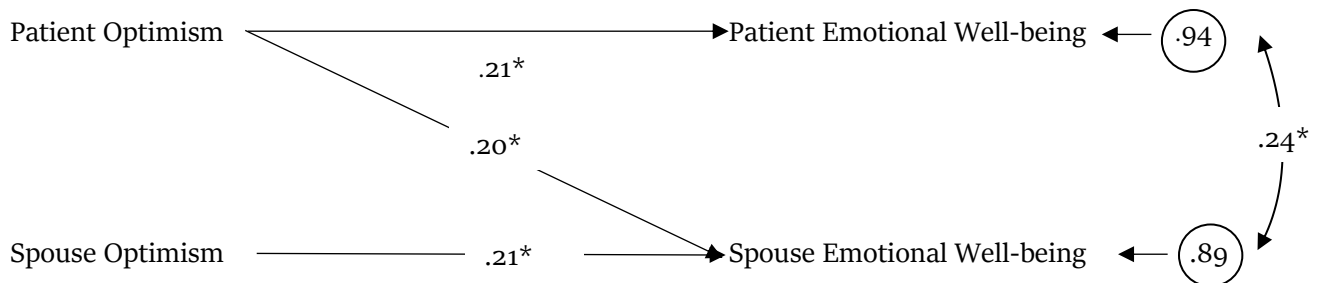 Patient Optimism
Patient Emotional Well-being
.94
.21*
.20*
.24*
Spouse Optimism
.21*
Spouse Emotional Well-being
.89